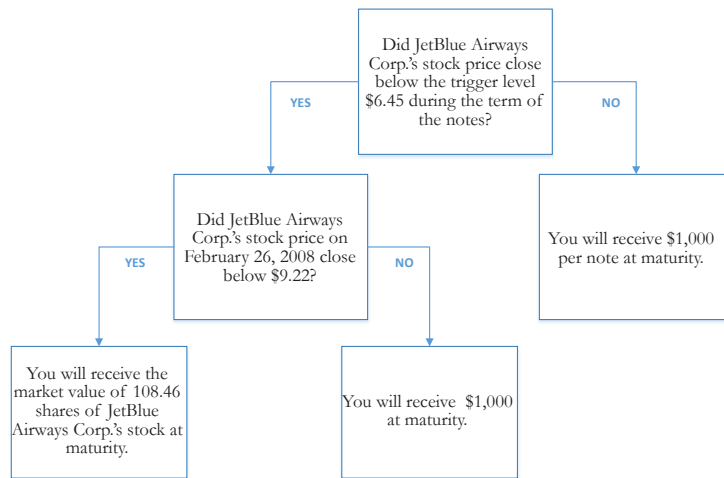 Did JetBlue Airways
Corp.'s stock price close
below the trigger level
$6.45 during the term of
the notes?
YES
NO
Did JetBlue Airways
Corp.'s stock price on
February 26, 2008 close
below $9.22?
You will receive $1,000
per note at maturity.
YES
NO
You will receive the
market value of 108.46
shares of JetBlue
Airways Corp.'s stock at
maturity.
You will receive $1,000
at maturity.